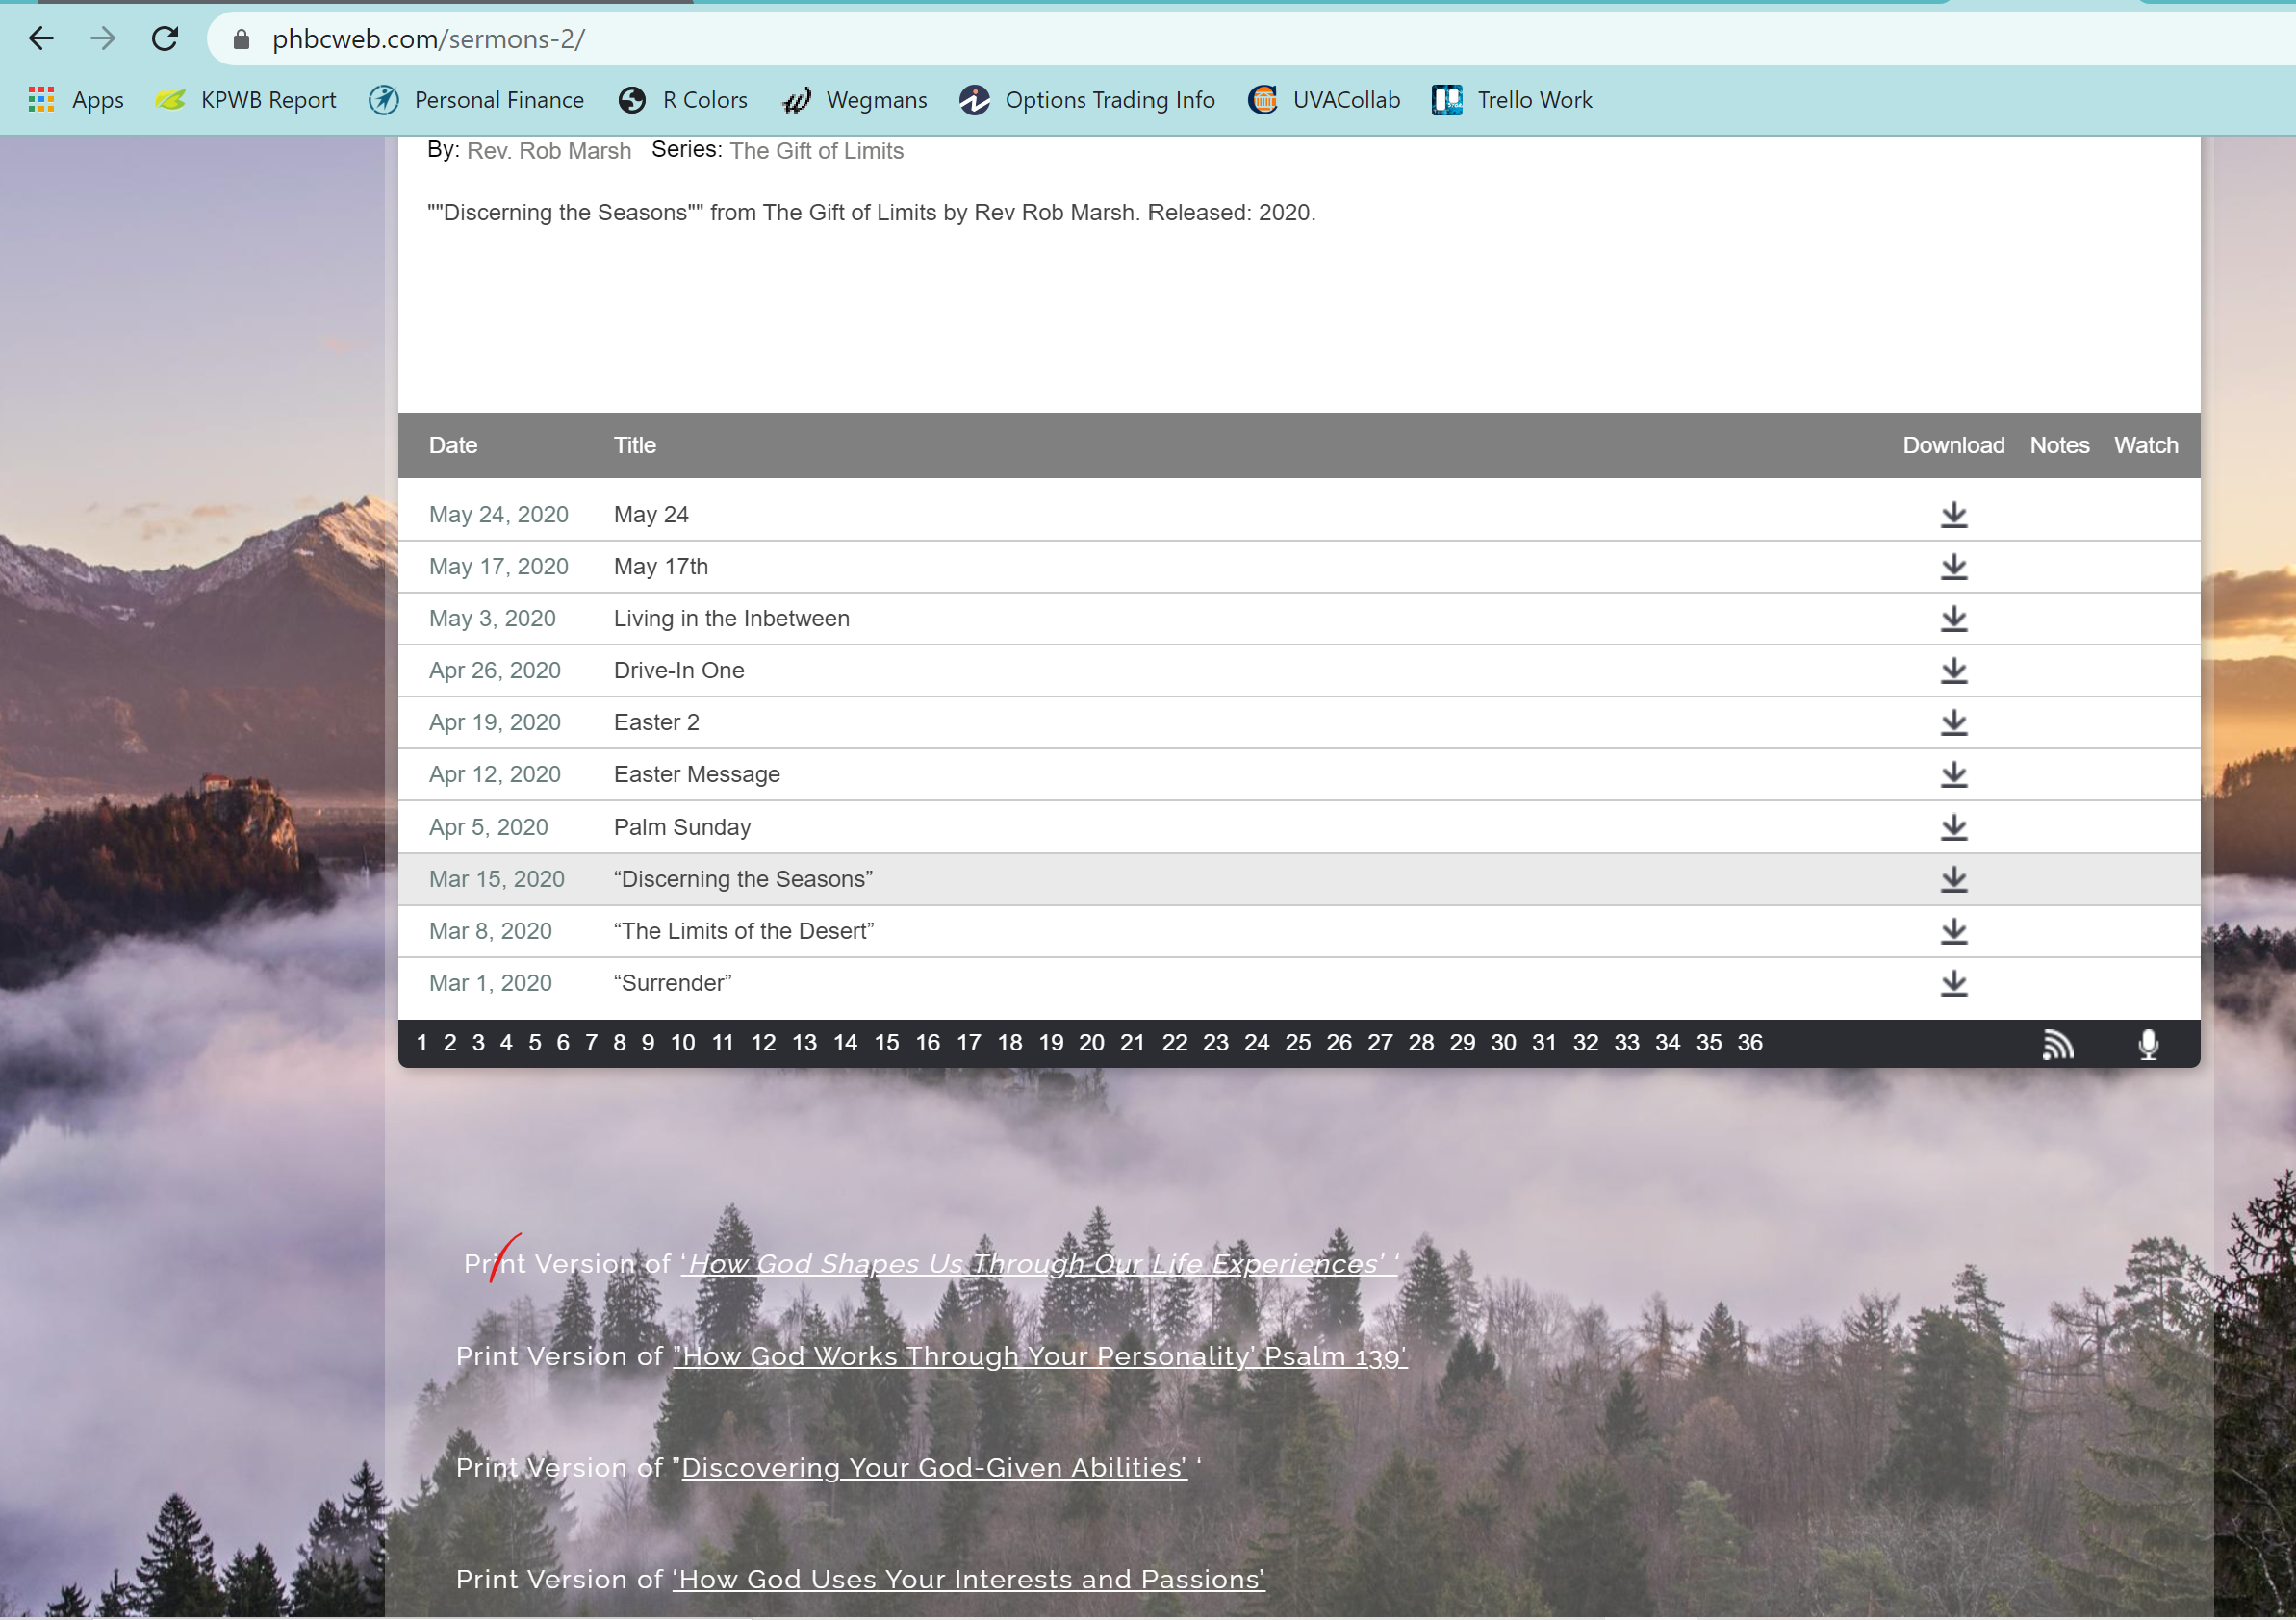 phbcweb.com/sermons-2/
Apps KPWB Report Personal Finance R Colors Wegmans Options Trading Info UVACollab Trello Work
By: Rev. Rob Marsh Series: The Gift of Limits
""Discerning the Seasons"" from The Gift of Limits by Rev Rob Marsh. Released: 2020.
Date Title Download Notes Watch
May 24, 2020 May 24
May 17, 2020 May 17th
May 3, 2020 Living in the Inbetween
Apr 26, 2020 Drive-In One
Apr 19, 2020 Easter 2
Apr 12, 2020 Easter Message
Apr 5, 2020 Palm Sunday
Mar 15, 2020 “Discerning the Seasons”
Mar 8, 2020 “The Limits of the Desert”
Mar 1, 2020 “Surrender”
1 2 3 4 5 6 7 8 9 10 11 12 13 14 15 16 17 18 19 20 21 22 23 24 25 26 27 28 29 30 31 32 33 34 35 36
Print Version of ‘How God Shapes Us Through Our Life Experiences’ ‘
Print Version of "How God Works Through Your Personality’ Psalm 139'
Print Version of "Discovering Your God-Given Abilities’ ‘
Print Version of ‘How God Uses Your Interests and Passions’